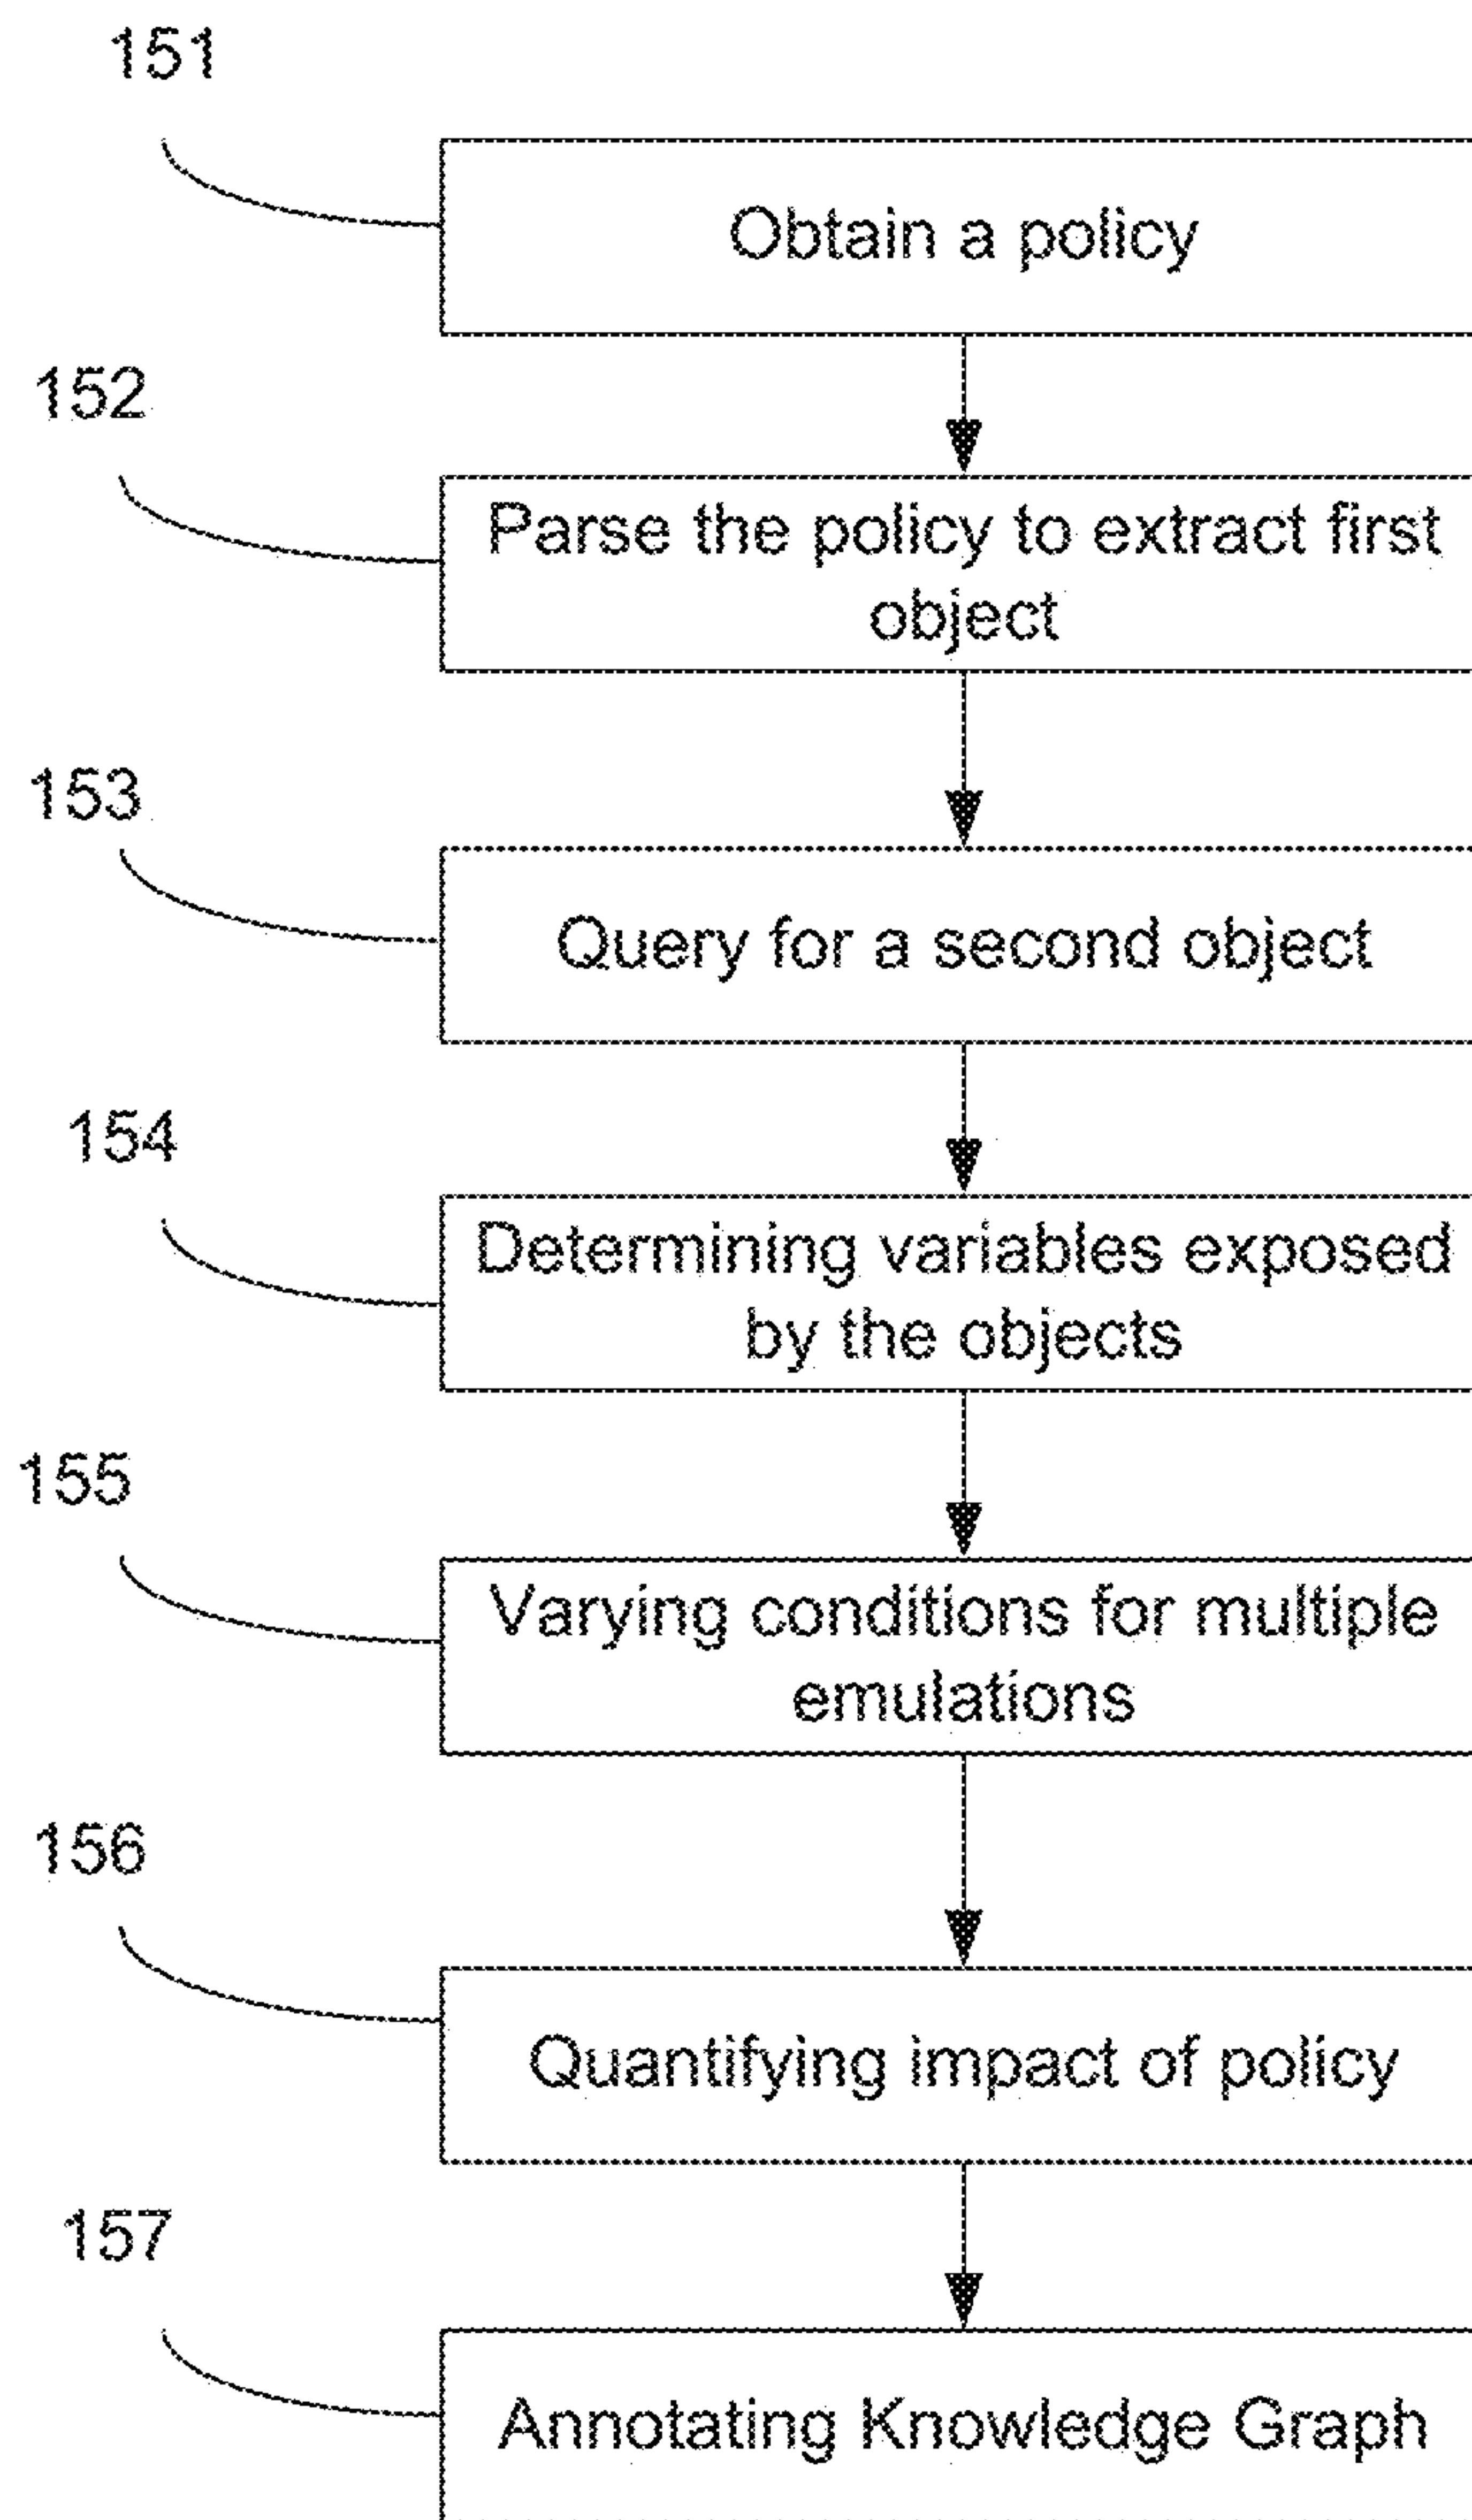 151
Obtain a policy
152
Parse the policy to extract first
object
153
Query for a second object
154
Determining variables exposed
by the objects
155
Varying conditions for multiple
emulations
156
Quantifying impact of policy
157
Annotating Knowledge Graph